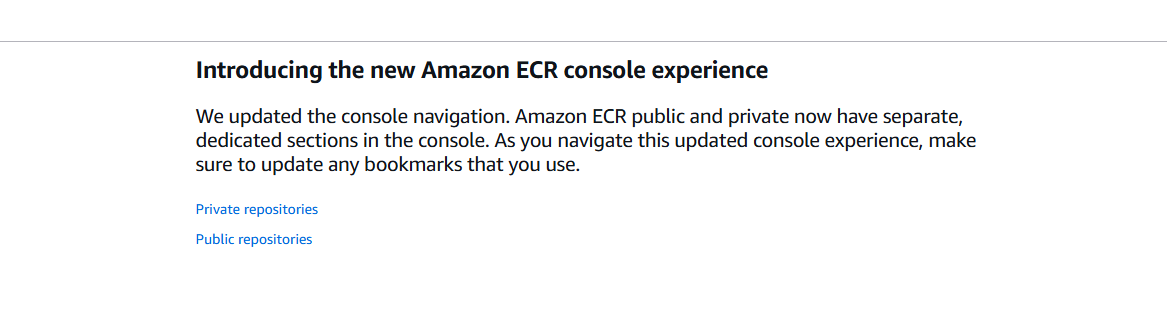 Introducing the new Amazon ECR console experience
We updated the console navigation. Amazon ECR public and private now have separate,
dedicated sections in the console. As you navigate this updated console experience, make
sure to update any bookmarks that you use.
Private repositories
Public repositories